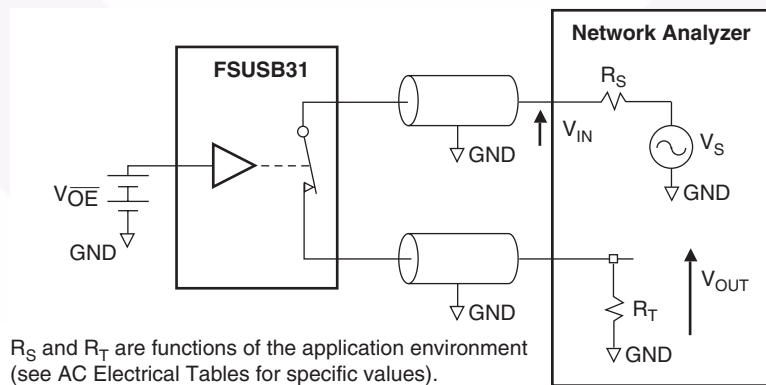 Network Analyzer
FSUSB31
R_S
V_IN
V_S
GND
GND
V_OE
GND
V_OUT
GND
R_T
GND
R_S and R_T are functions of the application environment
(see AC Electrical Tables for specific values).